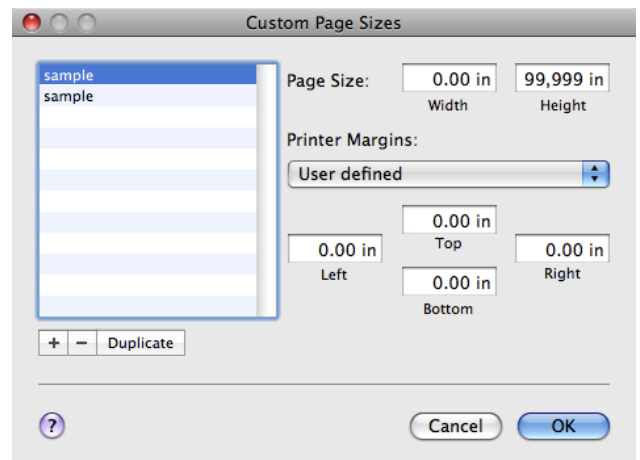 Custom Page Sizes
sample
sample
Page Size:
0.00 in
99,999 in
Width
Height
Printer Margins:
User defined
0.00 in
Top
0.00 in
Left
0.00 in
Right
0.00 in
Bottom
+
−
Duplicate
?
Cancel
OK